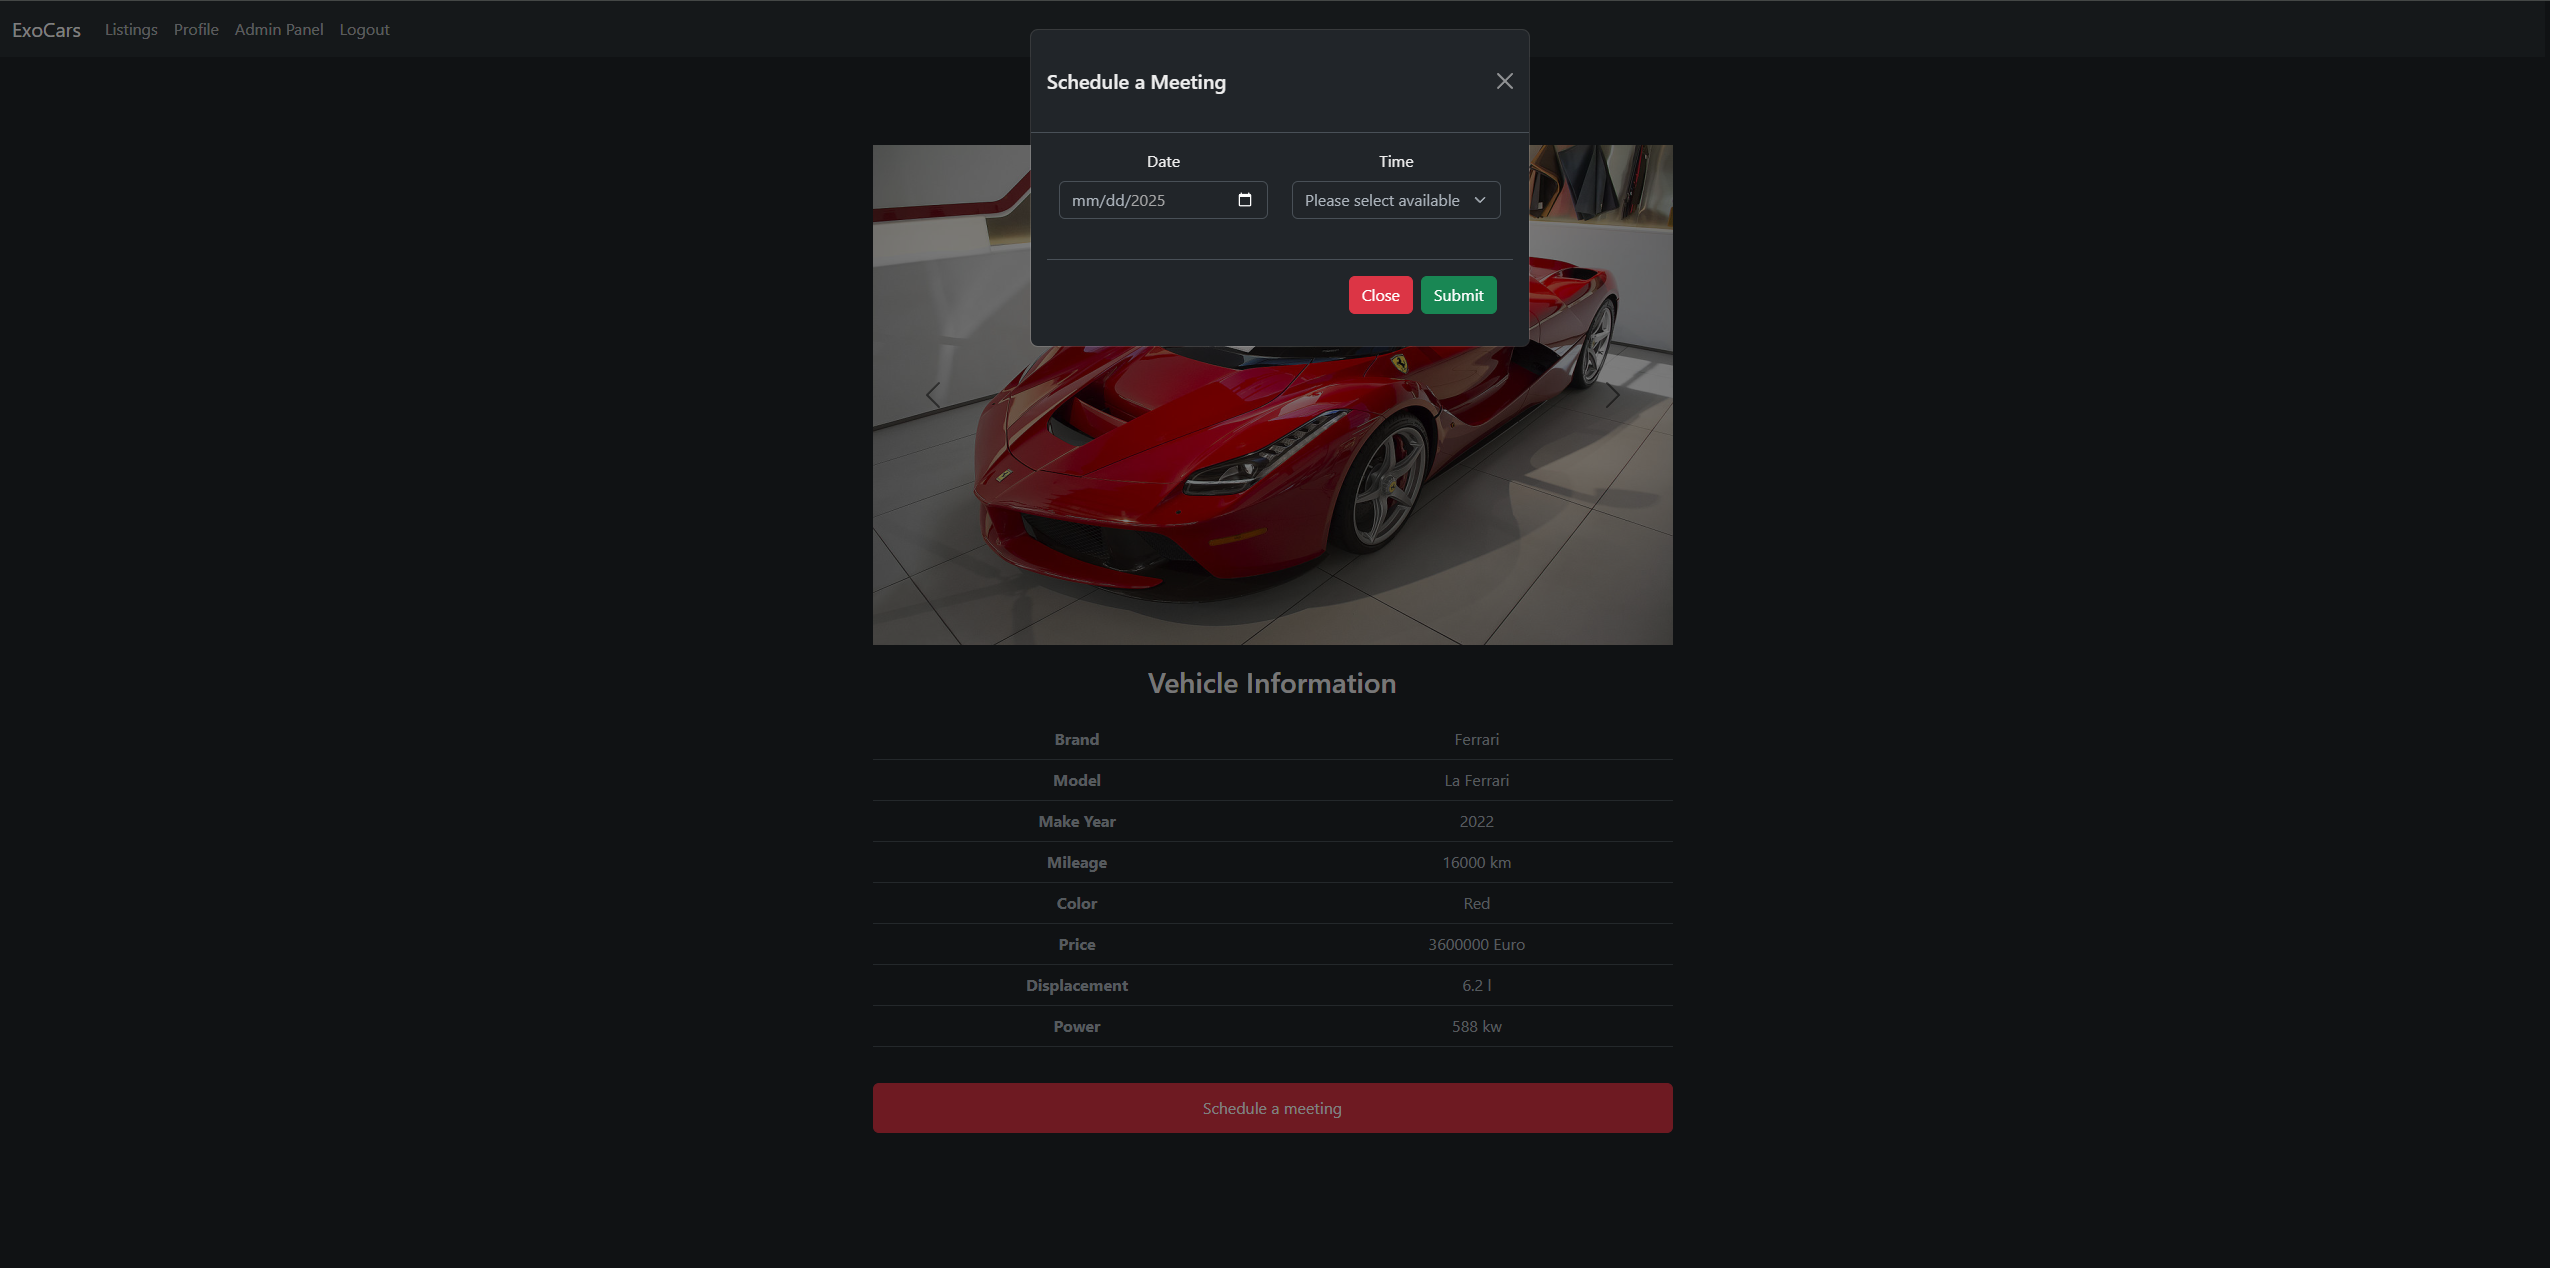 ExoCars Listings Profile Admin Panel Logout
Schedule a Meeting
Date Time
mm/dd/2025 Please select available
Close Submit
Vehicle Information
Brand Ferrari
Model La Ferrari
Make Year 2022
Mileage 16000 km
Color Red
Price 3600000 Euro
Displacement 6.2 l
Power 588 kw
Schedule a meeting